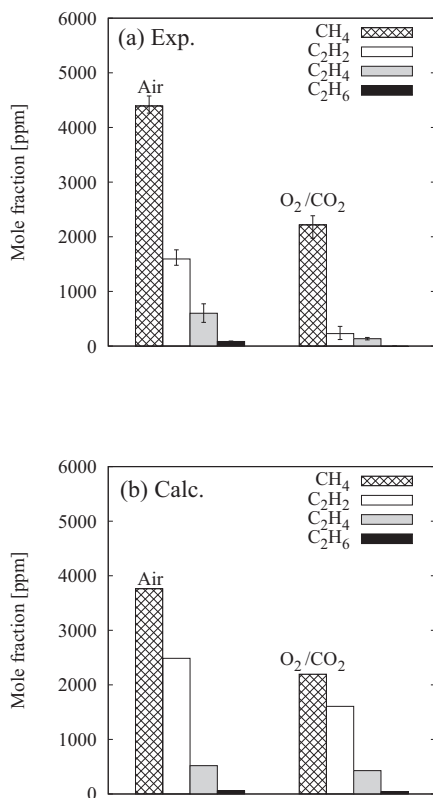 6000
(a) Exp.
CH4
C2H2
C2H4
C2H6
5000
Air
4000
3000
O2/CO2
2000
1000
0
Mole fraction [ppm]
6000
(b) Calc.
CH4
C2H2
C2H4
C2H6
5000
Air
4000
3000
O2/CO2
2000
1000
0
Mole fraction [ppm]